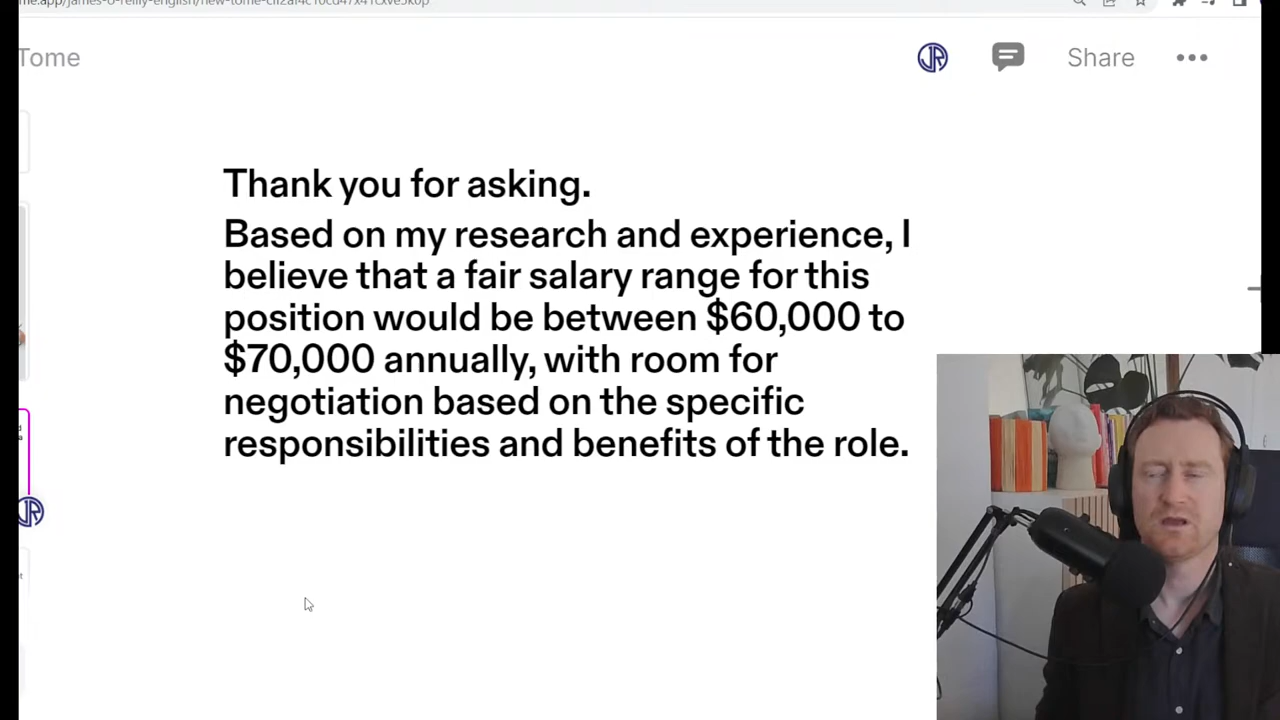 Tome
Share
Thank you for asking.
Based on my research and experience, I
believe that a fair salary range for this
position would be between $60,000 to
$70,000 annually, with room for
negotiation based on the specific
responsibilities and benefits of the role.
JR
JR